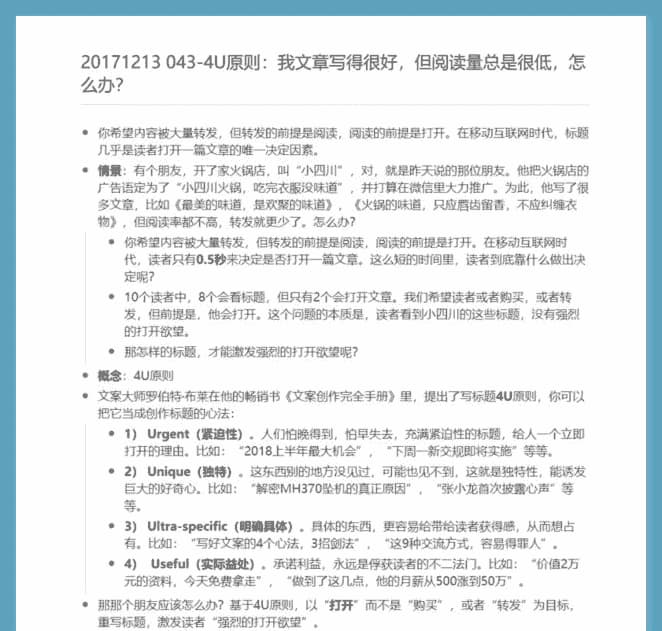 20171213 043-4U原则：我文章写得很好，但阅读量总是很低，怎
么办？
你希望内容被大量转发，但转发的前提是阅读，阅读的前提是打开。在移动互联网时代，标题
几乎是读者打开一篇文章的唯一决定因素。
情景：有个朋友，开了家火锅店，叫“小四川”，对，就是昨天说的那位朋友。他把火锅店的
广告语定为了“小四川火锅，吃完衣服没味道”，并打算在微信里大力推广。为此，他写了很
多文章，比如《最美的味道，是欢聚的味道》，《火锅的味道，只应唇齿留香，不应纠缠衣
物》，但阅读率都不高，转发就更少了。怎么办？
你希望内容被大量转发，但转发的前提是阅读，阅读的前提是打开。在移动互联网时
代，读者只有0.5秒来决定是否打开一篇文章。这么短的时间里，读者到底靠什么做出决
定呢？
10个读者中，8个会看标题，但只有2个会打开文章。我们希望读者或者购买，或者转
发，但前提是，他会打开。这个问题的本质是，读者看到小四川的这些标题，没有强烈
的打开欲望。
那怎样的标题，才能激发强烈的打开欲望呢？
概念：4U原则
文案大师罗伯特·布莱在他的畅销书《文案创作完全手册》里，提出了写标题4U原则，你可以
把它当成创作标题的心法：
1） Urgent（紧迫性）。人们怕晚得到，怕早失去，充满紧迫性的标题，给人一个立即
打开的理由。比如：“2018上半年最大机会”，“下周一新交规即将实施”等等。
2） Unique（独特）。这东西别的地方没见过，可能也见不到，这就是独特性，能诱发
巨大的好奇心。比如：“解密MH370坠机的真正原因”，“张小龙首次披露心声”等
等。
3） Ultra-specific（明确具体）。具体的东西，更容易给带给读者获得感，从而想占
有。比如：“写好文案的4个心法，3招剑法”，“这9种交流方式，容易得罪人”。
4） Useful（实际益处）。承诺利益，永远是俘获读者的不二法门。比如：“价值2万
元的资料，今天免费拿走”，“做到了这几点，他的月薪从500涨到50万”。
那那个朋友应该怎么办？基于4U原则，以“打开”而不是“购买”，或者“转发”为目标，
重写标题，激发读者“强烈的打开欲望”。